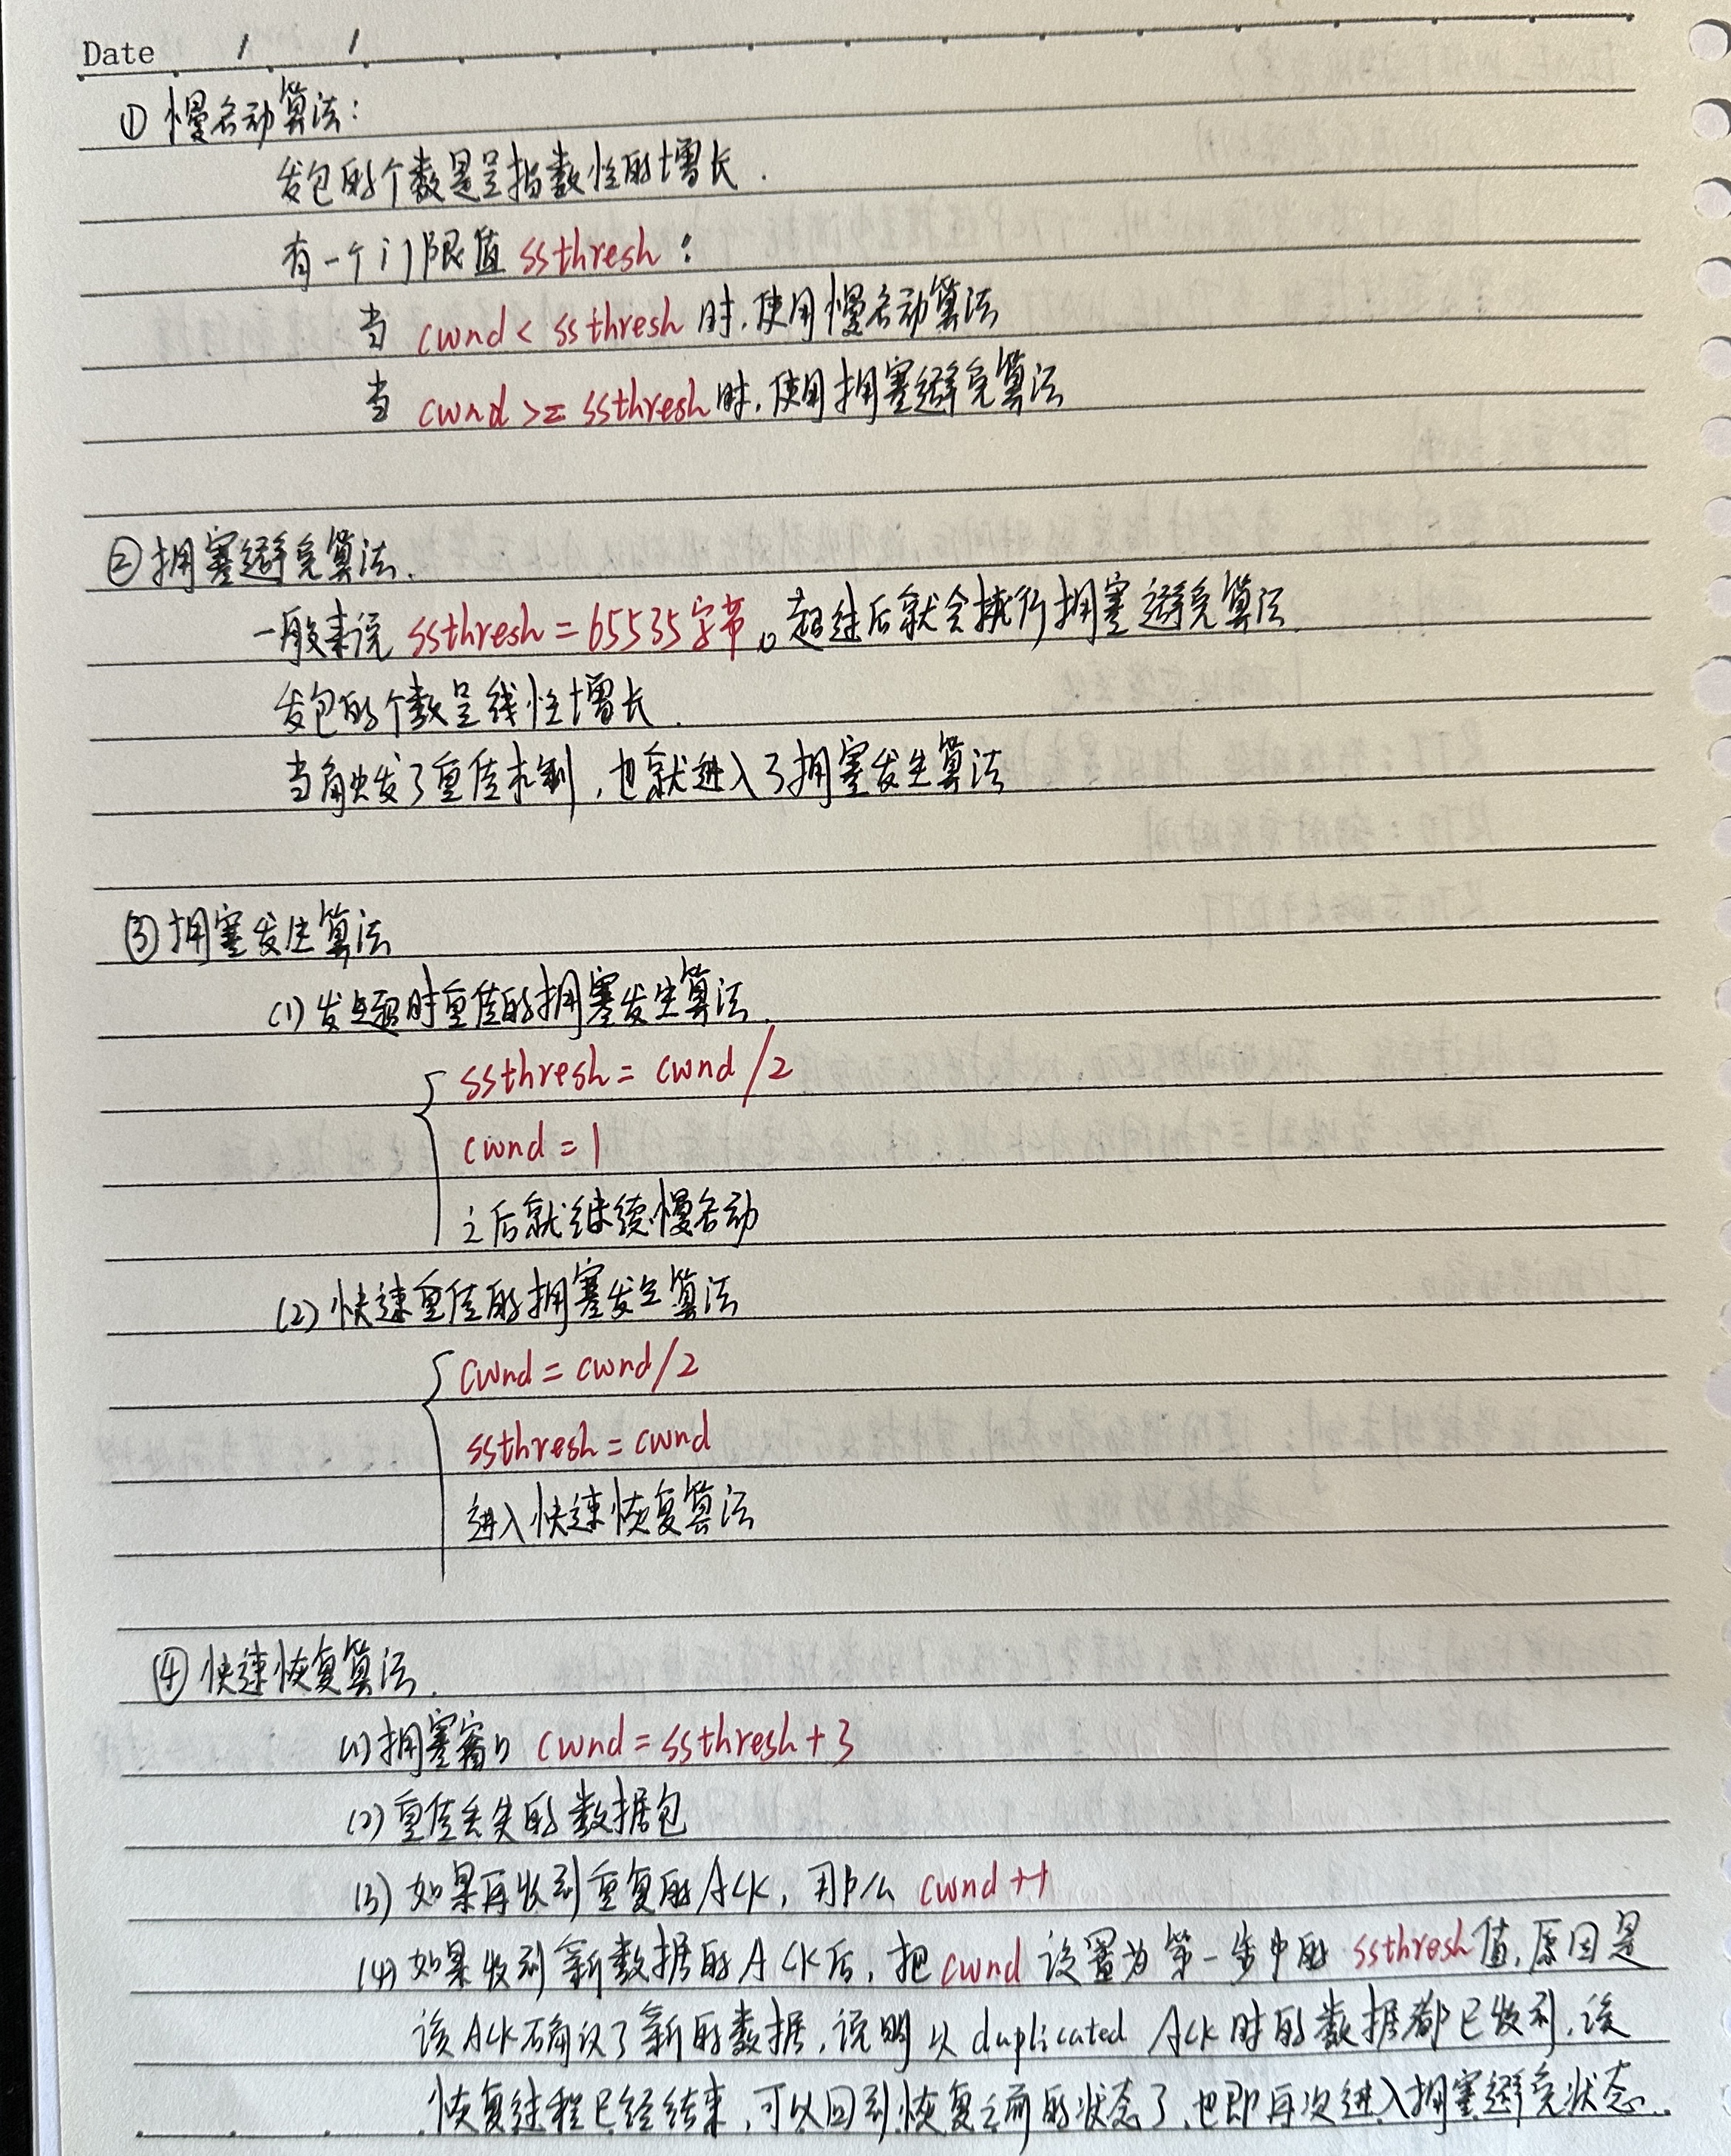 Date / /
① 慢启动算法：
发包的个数是呈指数性的增长.
有一个门限值 ssthresh：
当 cwnd < ssthresh 时,使用慢启动算法
当 cwnd >= ssthresh 时,使用拥塞避免算法
② 拥塞避免算法.
一般来说 ssthresh = 65535字节。超过后就会执行拥塞避免算法
发包的个数呈线性增长.
当触发了重传机制,也就进入了拥塞发生算法
③ 拥塞发生算法
(1) 发生超时重传的拥塞发生算法.
ssthresh = cwnd/2
cwnd = 1
之后就继续慢启动
(2) 快速重传的拥塞发生算法
cwnd = cwnd/2
ssthresh = cwnd
进入快速恢复算法
④ 快速恢复算法.
(1) 拥塞窗口 cwnd = ssthresh + 3
(2) 重传丢失的数据包
(3) 如果再收到重复的ACK, 那么 cwnd++
(4) 如果收到新数据的ACK后, 把 cwnd 设置为第一步中的 ssthresh 值,原因是
该ACK确认了新的数据,说明从 duplicated ACK时的数据都已收到,该
恢复过程已经结束,可以回到恢复之前的状态了,也即再次进入拥塞避免状态.